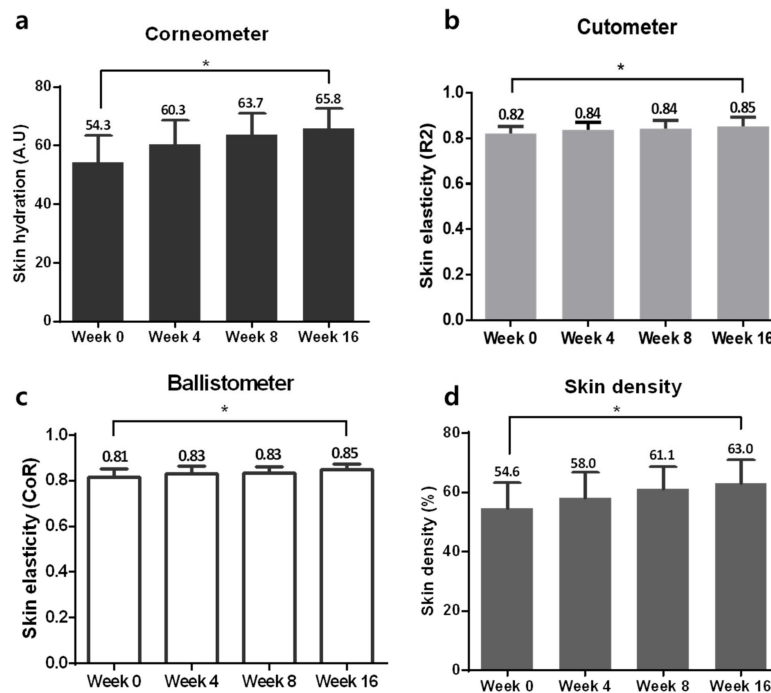 a
Corneometer
*
80
60
40
20
0
54.3
60.3
63.7
65.8
Skin hydration (A.U)
Week 0 Week 4 Week 8 Week 16
b
Cutometer
*
1.0
0.8
0.6
0.4
0.2
0.0
0.82
0.84
0.84
0.85
Skin elasticity (R2)
Week 0 Week 4 Week 8 Week 16
c
Ballistometer
*
1.0
0.8
0.6
0.4
0.2
0.0
0.81
0.83
0.83
0.85
Skin elasticity (CoR)
Week 0 Week 4 Week 8 Week 16
d
Skin density
*
80
60
40
20
0
54.6
58.0
61.1
63.0
Skin density (%)
Week 0 Week 4 Week 8 Week 16